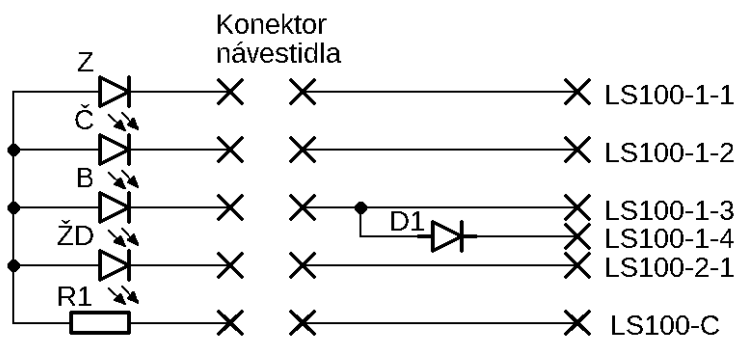 Konektor
návestidla
Z
LS100-1-1
Č
LS100-1-2
B
LS100-1-3
D1
LS100-1-4
ŽD
LS100-2-1
R1
LS100-C